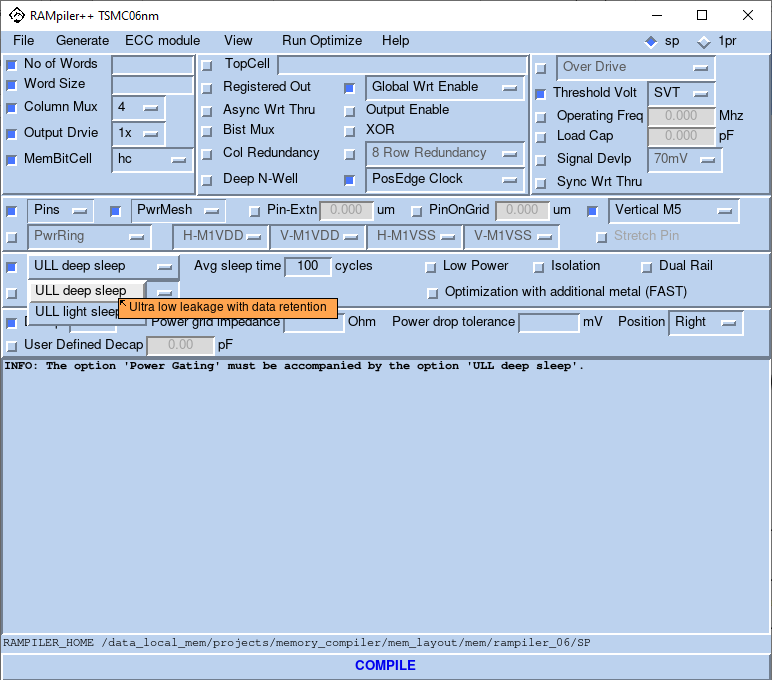 RAMpiler++ TSMC06nm
File Generate ECC module View Run Optimize Help sp 1pr
No of Words TopCell Over Drive
Word Size Registered Out Global Wrt Enable Threshold Volt SVT
Column Mux 4 Async Wrt Thru Output Enable Operating Freq 0.000 Mhz
Output Drvie 1x Bist Mux XOR Load Cap 0.000 pF
MemBitCell hc Col Redundancy 8 Row Redundancy Signal Devlp 70mV
Deep N-Well PosEdge Clock Sync Wrt Thru
Pins PwrMesh Pin-Extn 0.000 um PinOnGrid 0.000 um Vertical M5
PwrRing H-M1VDD V-M1VDD H-M1VSS V-M1VSS Stretch Pin
ULL deep sleep Avg sleep time 100 cycles Low Power Isolation Dual Rail
ULL deep sleep Optimization with additional metal (FAST)
ULL light sleep Ultra low leakage with data retention
Power grid impedance Ohm Power drop tolerance mV Position Right
User Defined Decap 0.00 pF
INFO: The option 'Power Gating' must be accompanied by the option 'ULL deep sleep'.
RAMPILER_HOME /data_local_mem/projects/memory_compiler/mem_layout/mem/rampiler_06/SP
COMPILE